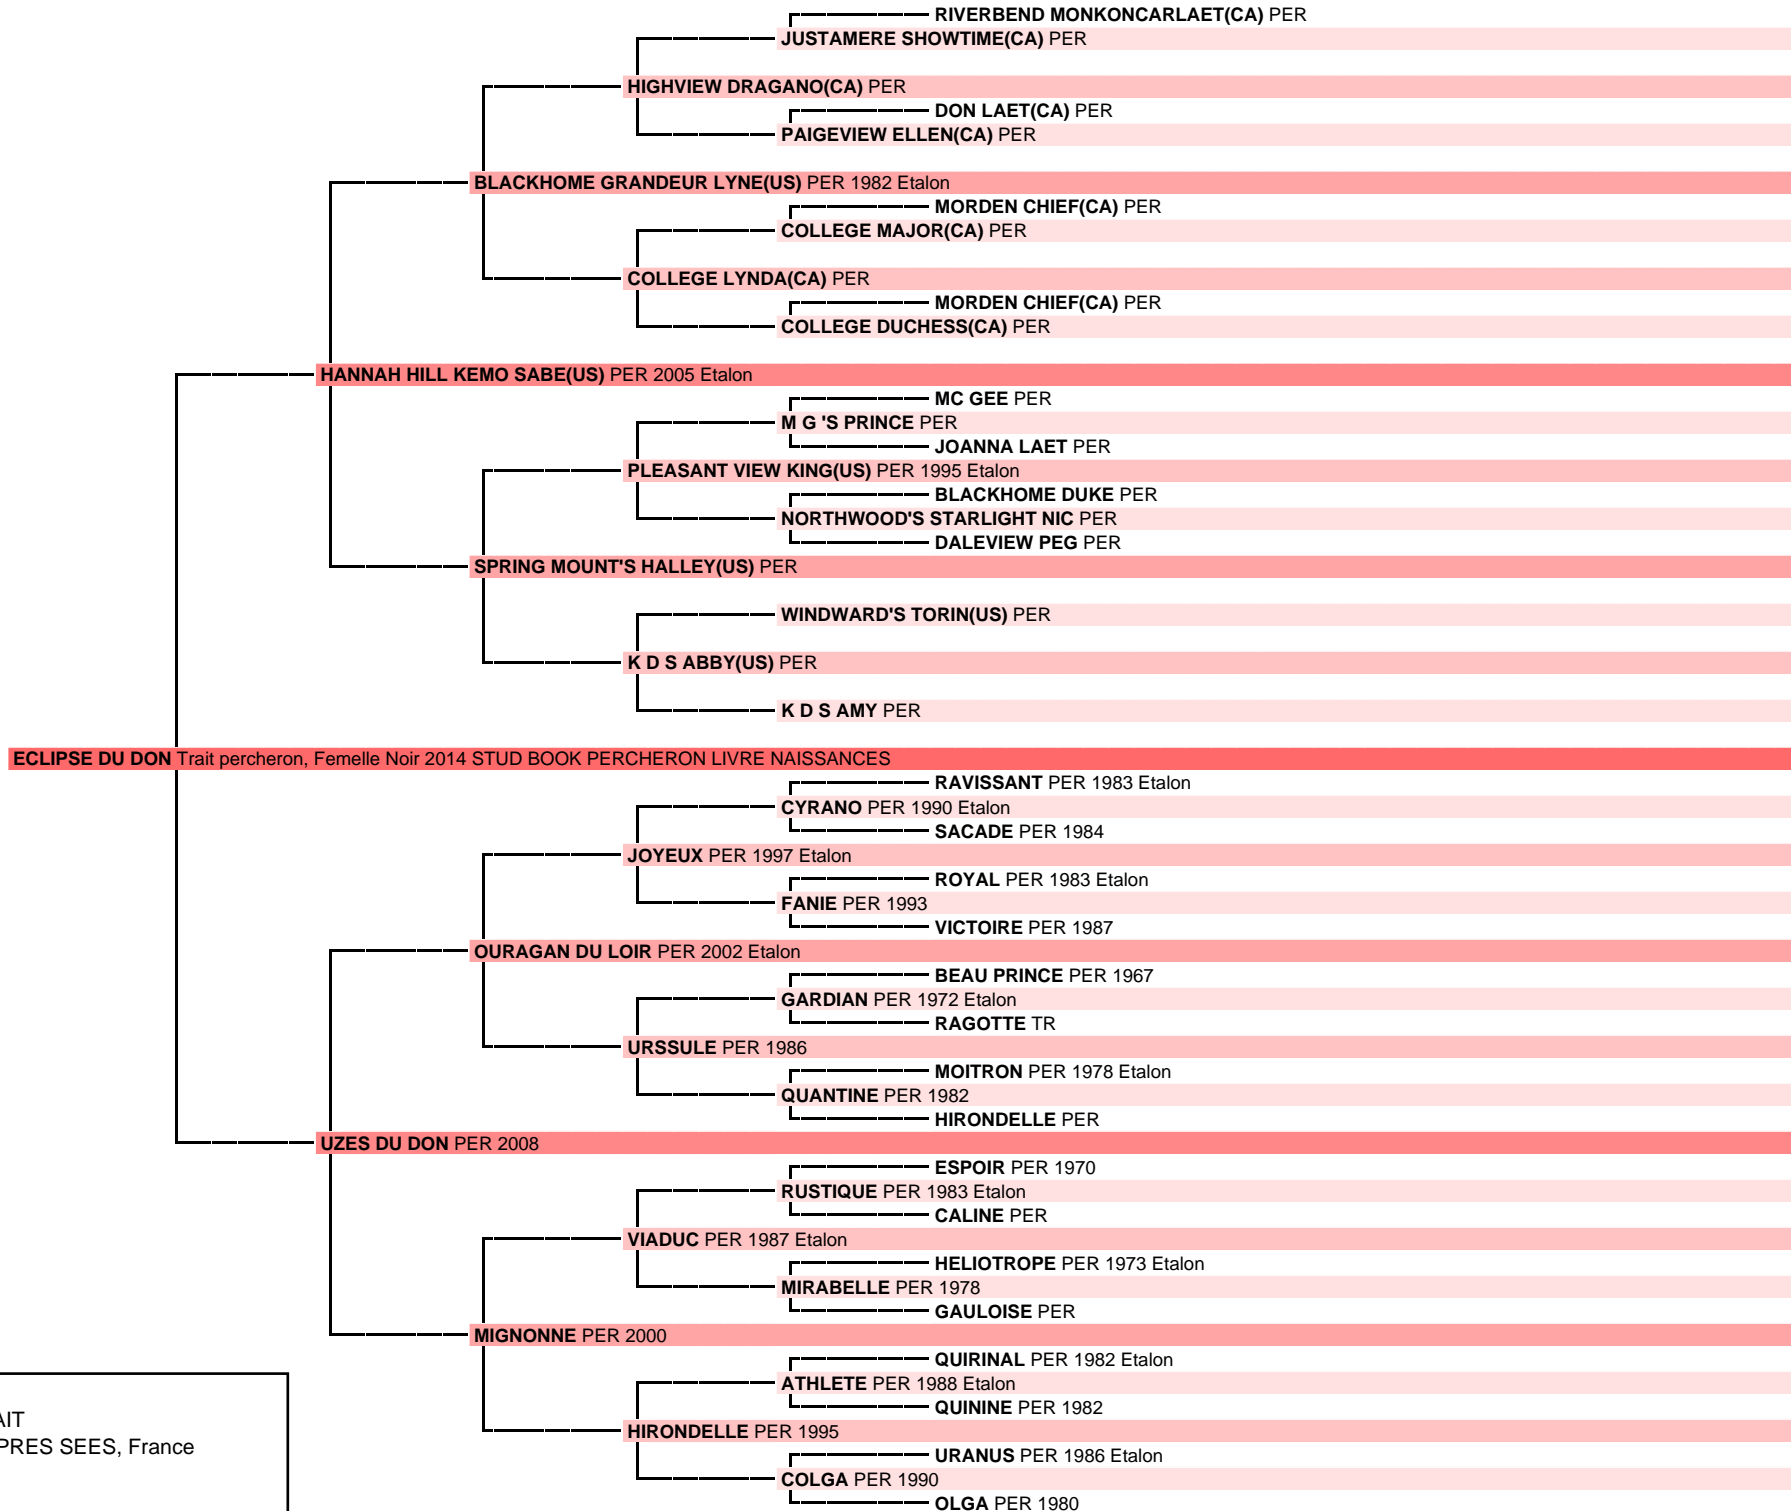 RIVERBEND MONKONCARLAET(CA) PER
JUSTAMERE SHOWTIME(CA) PER
HIGHVIEW DRAGANO(CA) PER
DON LAET(CA) PER
PAIGEVIEW ELLEN(CA) PER
BLACKHOME GRANDEUR LYNE(US) PER 1982 Etalon
MORDEN CHIEF(CA) PER
COLLEGE MAJOR(CA) PER
COLLEGE LYNDA(CA) PER
MORDEN CHIEF(CA) PER
COLLEGE DUCHESS(CA) PER
HANNAH HILL KEMO SABE(US) PER 2005 Etalon
MC GEE PER
M G 'S PRINCE PER
JOANNA LAET PER
PLEASANT VIEW KING(US) PER 1995 Etalon
BLACKHOME DUKE PER
NORTHWOOD'S STARLIGHT NIC PER
DALEVIEW PEG PER
SPRING MOUNT'S HALLEY(US) PER
WINDWARD'S TORIN(US) PER
K D S ABBY(US) PER
K D S AMY PER
ECLIPSE DU DON Trait percheron, Femelle Noir 2014 STUD BOOK PERCHERON LIVRE NAISSANCES
RAVISSANT PER 1983 Etalon
CYRANO PER 1990 Etalon
SACADE PER 1984
JOYEUX PER 1997 Etalon
ROYAL PER 1983 Etalon
FANIE PER 1993
VICTOIRE PER 1987
OURAGAN DU LOIR PER 2002 Etalon
BEAU PRINCE PER 1967
GARDIAN PER 1972 Etalon
RAGOTTE TR
URSSULE PER 1986
MOITRON PER 1978 Etalon
QUANTINE PER 1982
HIRONDELLE PER
UZES DU DON PER 2008
ESPOIR PER 1970
RUSTIQUE PER 1983 Etalon
CALINE PER
VIADUC PER 1987 Etalon
HELIOTROPE PER 1973 Etalon
MIRABELLE PER 1978
GAULOISE PER
MIGNONNE PER 2000
QUIRINAL PER 1982 Etalon
ATHLETE PER 1988 Etalon
QUININE PER 1982
HIRONDELLE PER 1995
URANUS PER 1986 Etalon
COLGA PER 1990
OLGA PER 1980
AIT
PRES SEES, France